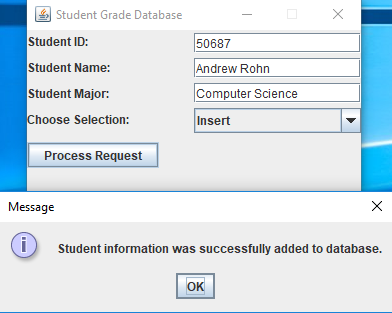 Student Grade Database
Student ID: 50687
Student Name: Andrew Rohn
Student Major: Computer Science
Choose Selection: Insert
Process Request
Message
Student information was successfully added to database.
OK